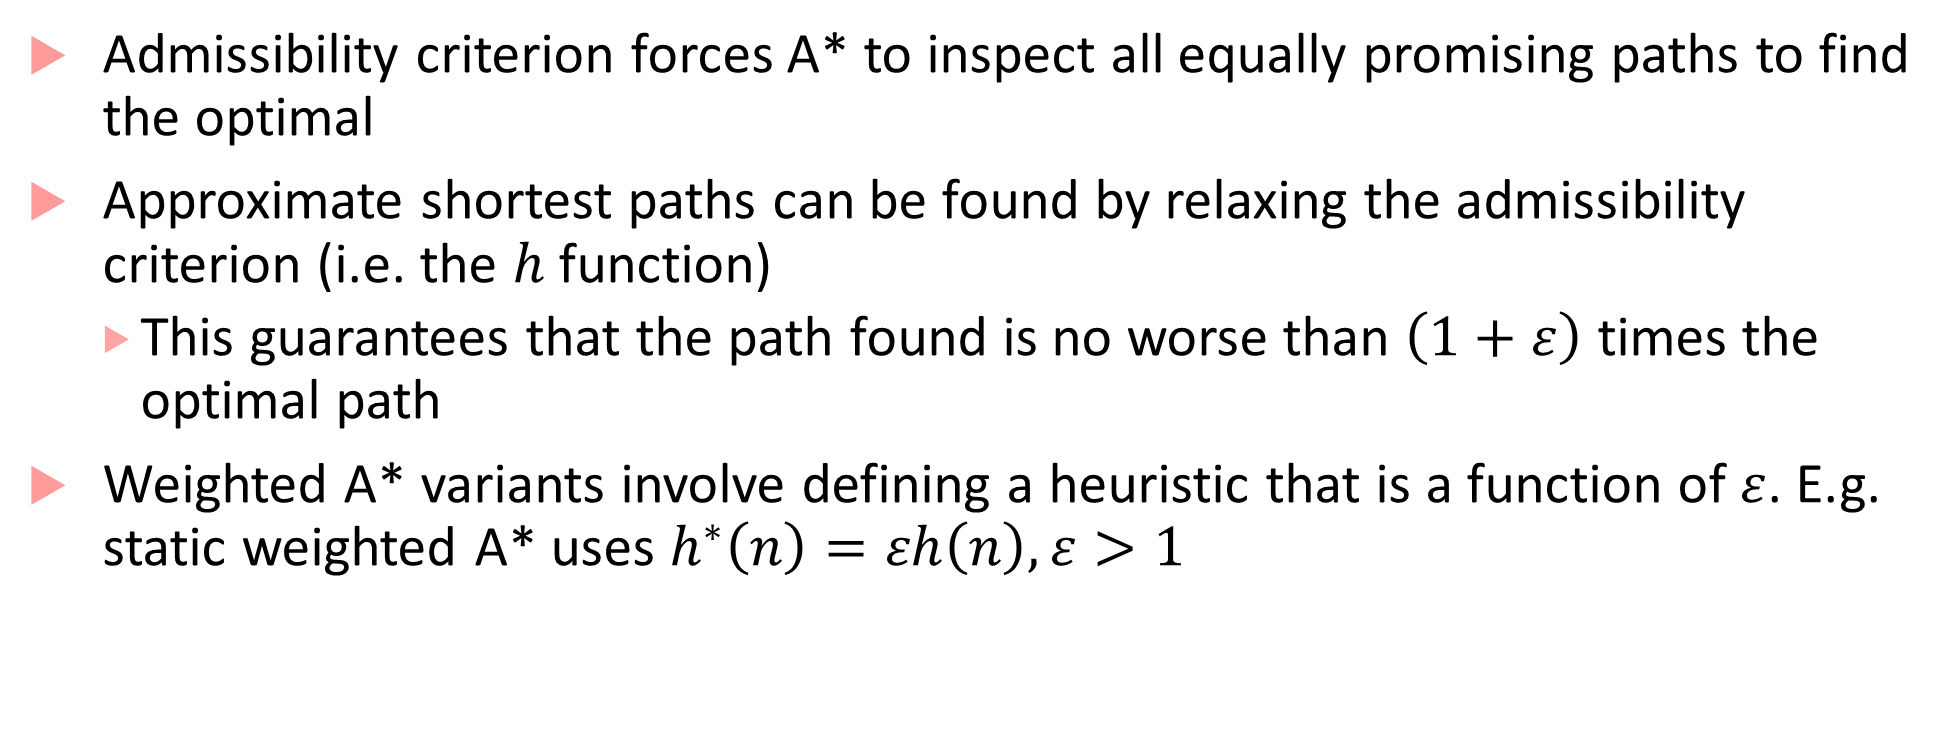 Admissibility criterion forces A* to inspect all equally promising paths to find
the optimal
Approximate shortest paths can be found by relaxing the admissibility
criterion (i.e. the ℎ function)
This guarantees that the path found is no worse than (1 + 𝜀) times the
optimal path
Weighted A* variants involve defining a heuristic that is a function of 𝜀. E.g.
static weighted A* uses ℎ*(𝑛) = 𝜀ℎ(𝑛), 𝜀 > 1